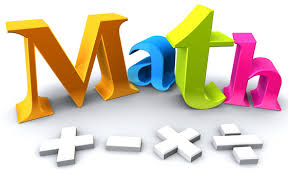 Math
+ - × ÷